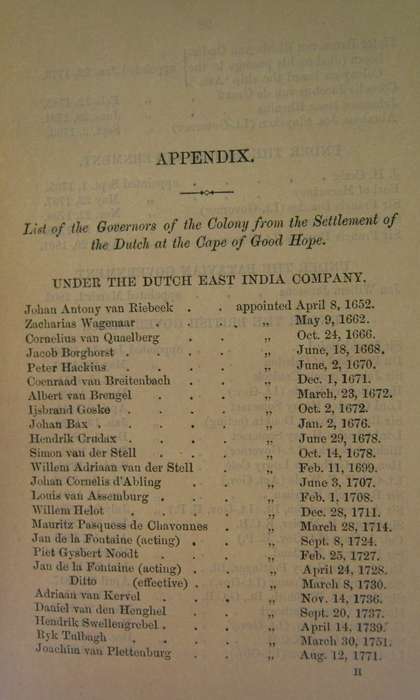 APPENDIX.
List of the Governors of the Colony from the Settlement of
the Dutch at the Cape of Good Hope.
UNDER THE DUTCH EAST INDIA COMPANY.
Johan Antony van Riebeck . . appointed April 8, 1652.
Zacharias Wagenaar . . . . „ May 9, 1662.
Cornelius van Quaelberg . . . „ Oct. 24, 1666.
Jacob Borghorst . . . . . „ June, 18, 1668.
Peter Hackius . . . . . „ June, 2, 1670.
Coenraad van Breitenbach . . . „ Dec. 1, 1671.
Albert van Brengel . . . . „ March, 23, 1672.
Ijsbrand Goske . . . . . „ Oct. 2, 1672.
Johan Bax . . . . . . „ Jan. 2, 1676.
Hendrik Crudax . . . . . „ June 29, 1678.
Simon van der Stell . . . . „ Oct. 14, 1678.
Willem Adriaan van der Stell . . „ Feb. 11, 1699.
Johan Cornelis d'Abling . . . „ June 3, 1707.
Louis van Assemburg . . . . „ Feb. 1, 1708.
Willem Helot . . . . . „ Dec. 28, 1711.
Mauritz Pasquess de Chavonnes . „ March 28, 1714.
Jan de la Fontaine (acting) . . „ Sept. 8, 1724.
Piet Gysbert Noodt . . . . „ Feb. 25, 1727.
Jan de la Fontaine (acting) . . „ April 24, 1728.
Ditto (effective) . . „ March 8, 1730.
Adriaan van Kervel . . . . „ Nov. 14, 1736.
Daniel van den Henghel . . . „ Sept. 20, 1737.
Hendrik Swellengrebel . . . . „ April 14, 1739.
Ryk Tulbagh . . . . . „ March 30, 1751.
Joachim van Plettenburg . . . „ Aug. 12, 1771.
H